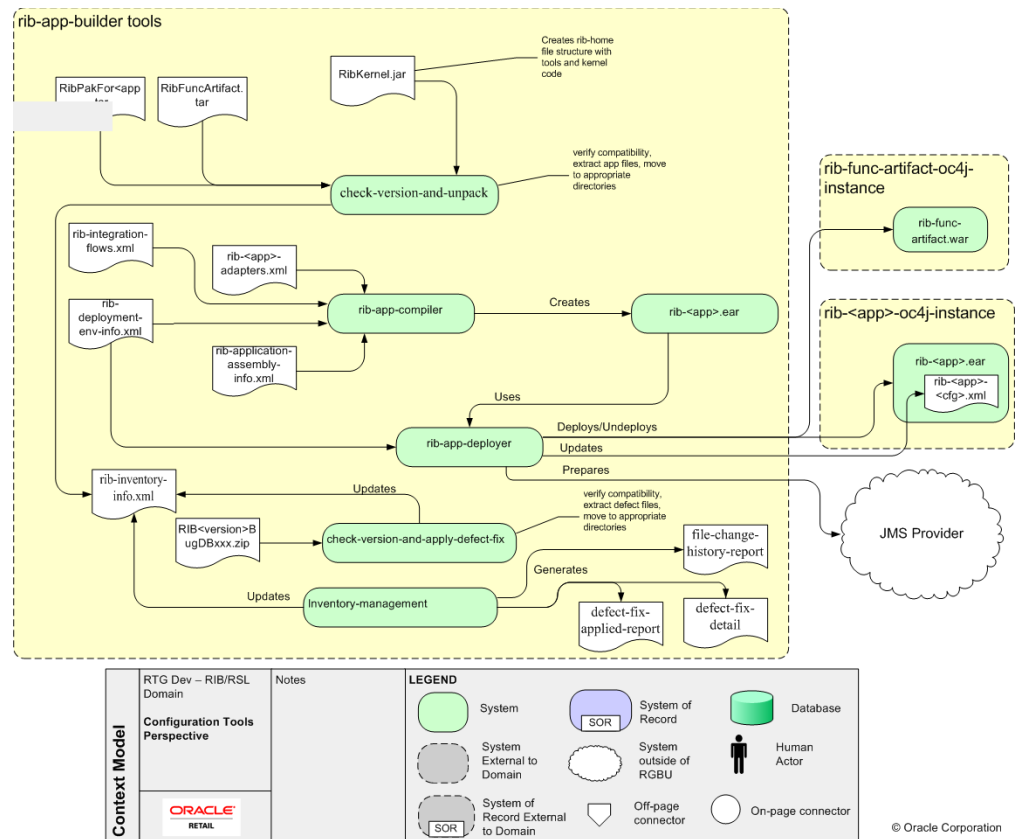 rib-app-builder tools
Creates rib-home
file structure with
tools and kernel
code
RibKernel.jar
RibPakFor<app
RibFuncArtifact.
tar
verify compatibility,
extract app files, move
to appropriate
directories
check-version-and-unpack
rib-func-artifact-oc4j-
instance
rib-func-
artifact.war
rib-integration-
flows.xml
rib-<app>-
adapters.xml
rib-
deployment-
env-info.xml
rib-app-compiler
Creates
rib-<app>.ear
rib-<app>-oc4j-instance
rib-<app>.ear
rib-<app>-
<cfg>.xml
rib-application-
assembly-
info.xml
Uses
rib-app-deployer
Deploys/Undeploys
Updates
Prepares
rib-inventory-
info.xml
Updates
verify compatibility,
extract defect files,
move to appropriate
directories
RIB<version>B
ugDBxxx.zip
check-version-and-apply-defect-fix
file-change-
history-report
JMS Provider
Generates
Updates
Inventory-management
defect-fix-
applied-report
defect-fix-
detail
Context Model
RTG Dev – RIB/RSL
Domain
Configuration Tools
Perspective
ORACLE
RETAIL
Notes
LEGEND
System
SOR
System of
Record
Database
System
External to
Domain
System
outside of
RGBU
Human
Actor
SOR
System of
Record External
to Domain
Off-page
connector
On-page connector
© Oracle Corporation